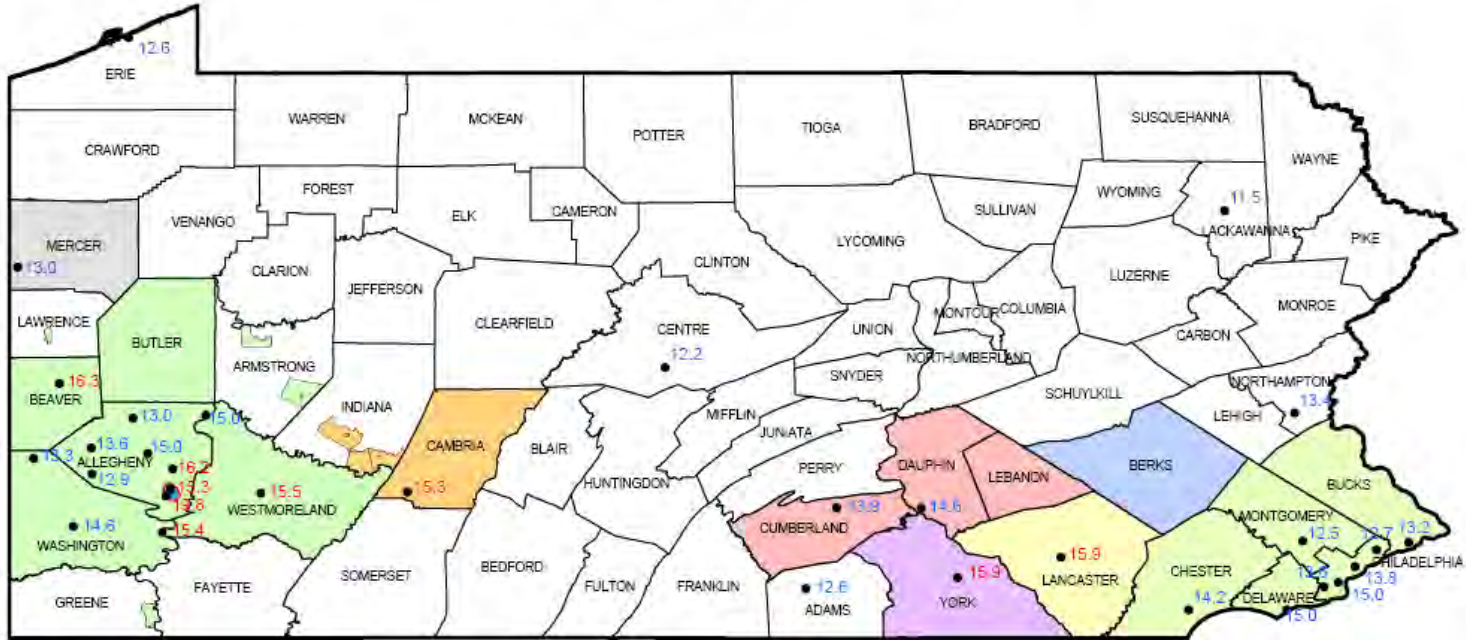 12.6
ERIE
WARREN
MCKEAN
POTTER
TIOGA
BRADFORD
SUSQUEHANNA
CRAWFORD
WAYNE
FOREST
ELK
CAMERON
WYOMING
SULLIVAN
11.5
LACKAWANNA
VENANGO
MERCER
13.0
LYCOMING
PIKE
CLARION
CLINTON
LUZERNE
JEFFERSON
MONROE
LAWRENCE
CLEARFIELD
CENTRE
12.2
UNION
MONTOUR
COLUMBIA
CARBON
BUTLER
ARMSTRONG
NORTHUMBERLAND
SNYDER
SCHUYLKILL
NORTHAMPTON
13.4
LEHIGH
16.3
BEAVER
INDIANA
MIFFLIN
JUNIATA
13.0
15.0
CAMBRIA
BLAIR
13.6
15.0
ALLEGHENY
13.3
12.9
16.2
15.3
19.8
PERRY
DAUPHIN
LEBANON
BERKS
BUCKS
HUNTINGDON
15.5
WESTMORELAND
15.3
13.9
CUMBERLAND
14.6
MONTGOMERY
12.5
12.7
13.2
14.6
WASHINGTON
15.4
15.9
LANCASTER
CHESTER
PHILADELPHIA
13.8
SOMERSET
BEDFORD
FULTON
FRANKLIN
12.6
ADAMS
15.9
YORK
14.2
DELAWARE
15.0
15.0
GREENE
FAYETTE